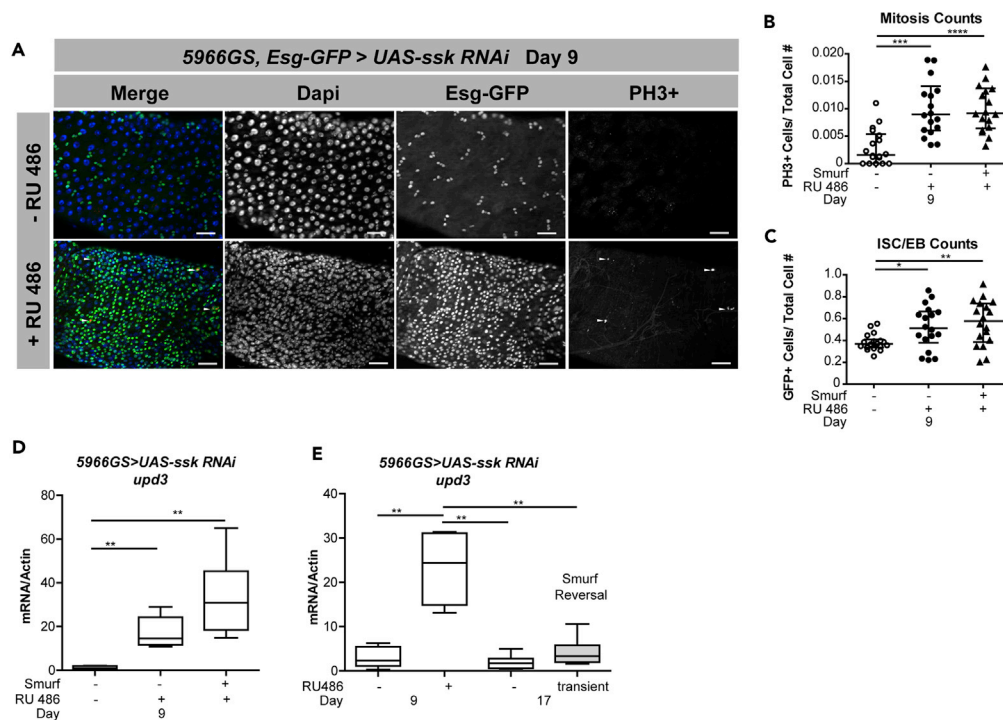 A
5966GS, Esg-GFP > UAS-ssk RNAi Day 9
Merge Dapi Esg-GFP PH3+
- RU 486
+ RU 486
B
Mitosis Counts
****
***
PH3+ Cells/ Total Cell #
0.020
0.015
0.010
0.005
0.000
Smurf - - +
RU 486 - + +
Day 9
C
ISC/EB Counts
**
*
GFP+ Cells/ Total Cell #
1.0
0.8
0.6
0.4
0.2
0.0
Smurf - - +
RU 486 - + +
Day 9
D
5966GS>UAS-ssk RNAi
upd3
mRNA/Actin
80
60
40
20
0
**
**
Smurf - - +
RU 486 - + +
Day 9
E
5966GS>UAS-ssk RNAi
upd3
mRNA/Actin
40
30
20
10
0
** **
**
Smurf
Reversal
RU486 - + - transient
Day 9 17